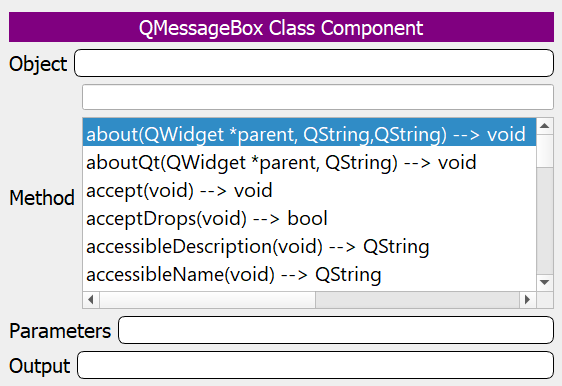 QMessageBox Class Component
Object
about(QWidget *parent, QString,QString) --> void
aboutQt(QWidget *parent, QString) --> void
accept(void) --> void
Method
acceptDrops(void) --> bool
accessibleDescription(void) --> QString
accessibleName(void) --> QString
Parameters
Output